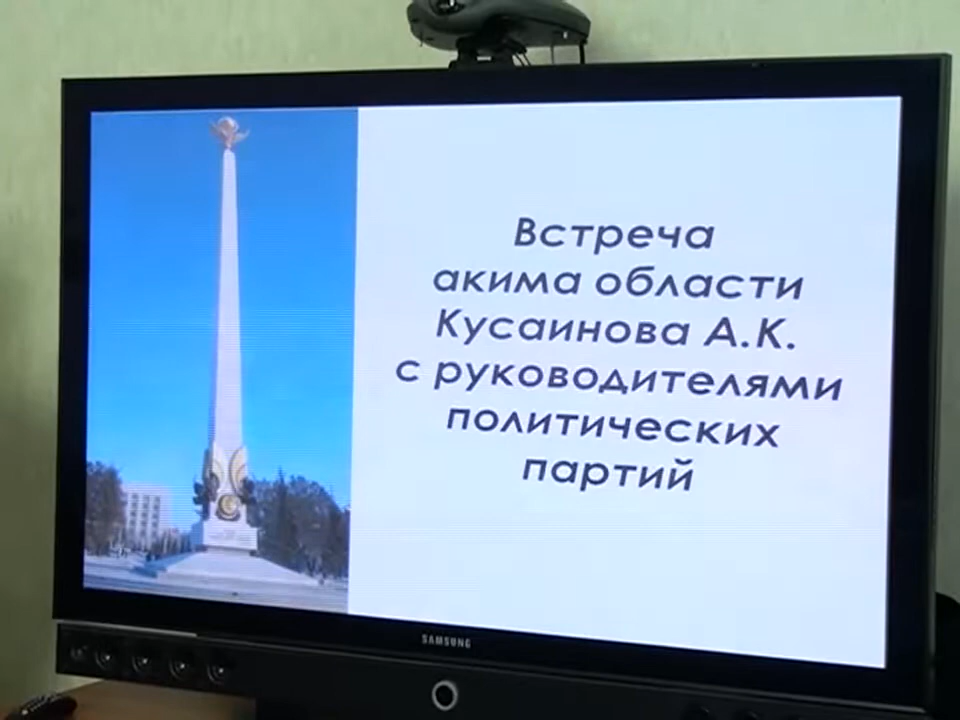 Встреча
акима области
Кусаинова А.К.
с руководителями
политических
партий
SAMSUNG